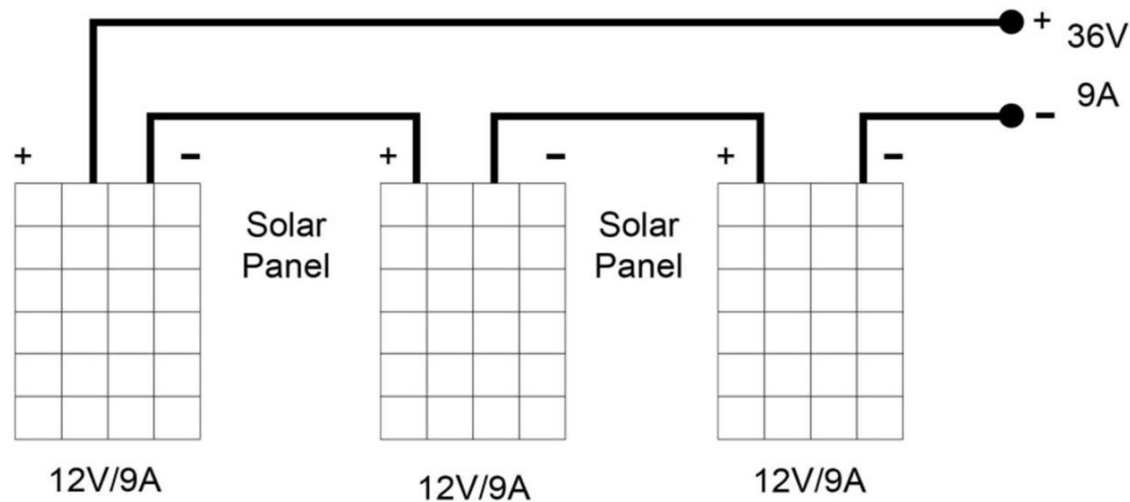 + 36V
- 9A
+ - + - + -
Solar
Panel
Solar
Panel
12V/9A
12V/9A
12V/9A